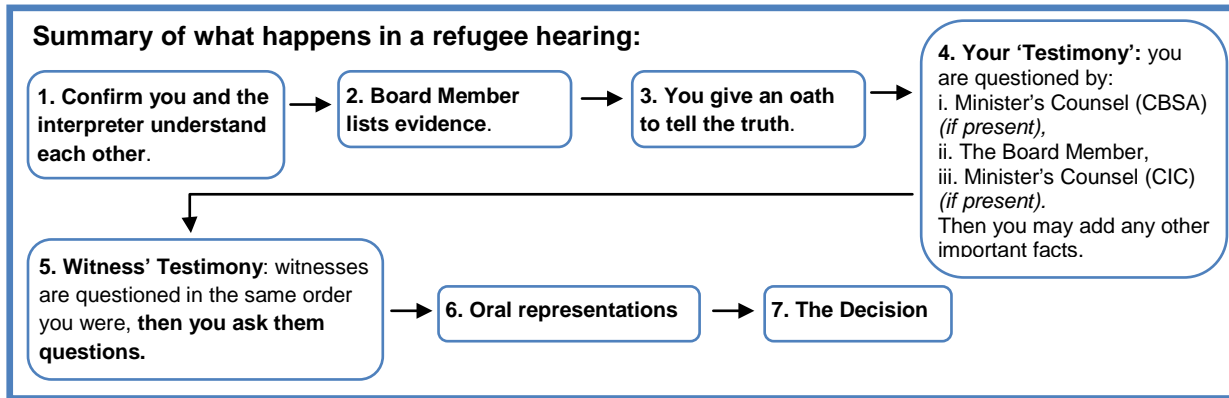 Summary of what happens in a refugee hearing:
1. Confirm you and the
interpreter understand
each other.
2. Board Member
lists evidence.
3. You give an oath
to tell the truth.
4. Your ‘Testimony’: you
are questioned by:
i. Minister’s Counsel (CBSA)
(if present),
ii. The Board Member,
iii. Minister’s Counsel (CIC)
(if present).
Then you may add any other
important facts.
5. Witness’ Testimony: witnesses
are questioned in the same order
you were, then you ask them
questions.
6. Oral representations
7. The Decision